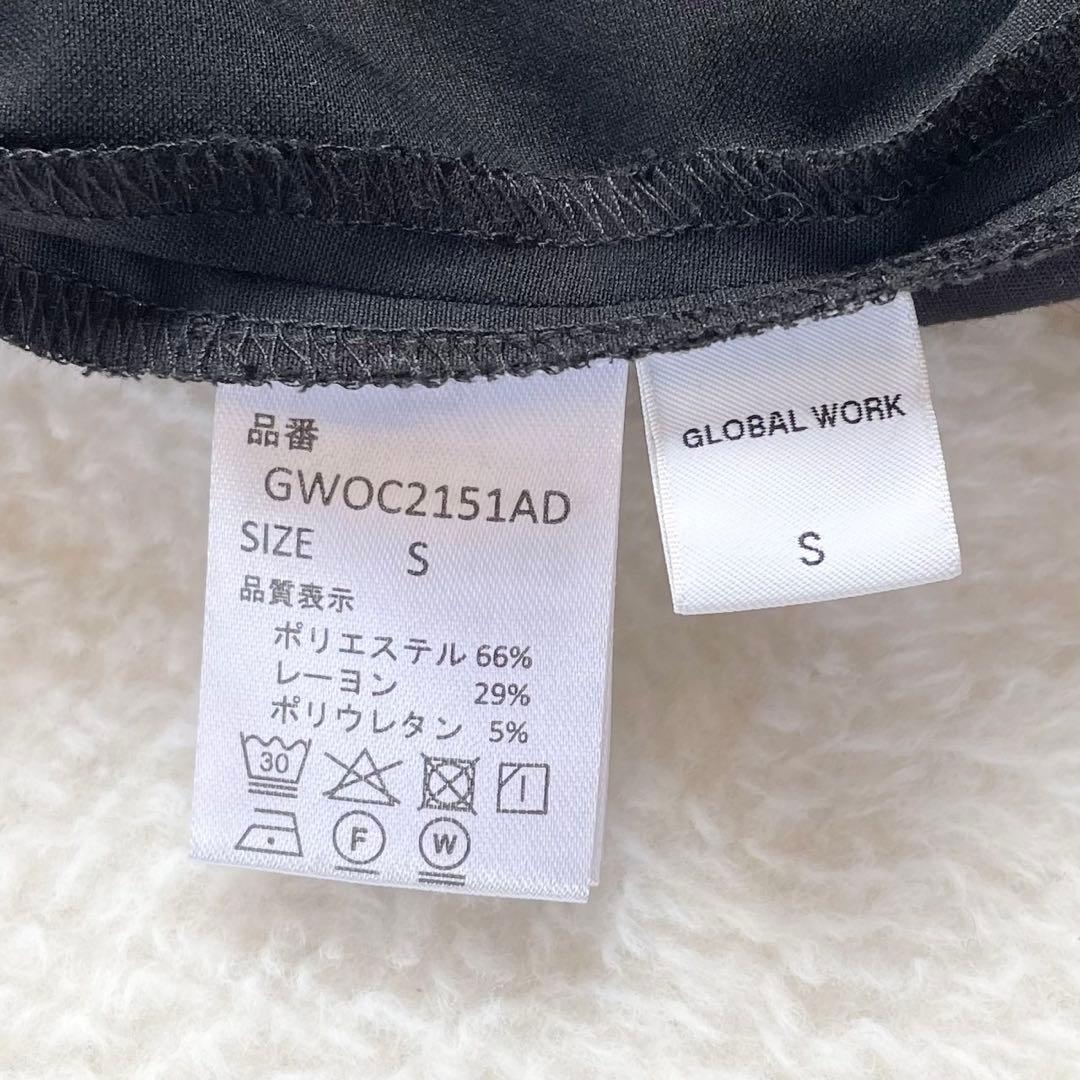 品番
GWOC2151AD
SIZE S
品質表示
ポリエステル 66%
レーヨン 29%
ポリウレタン 5%
30
F W
GLOBAL WORK
S